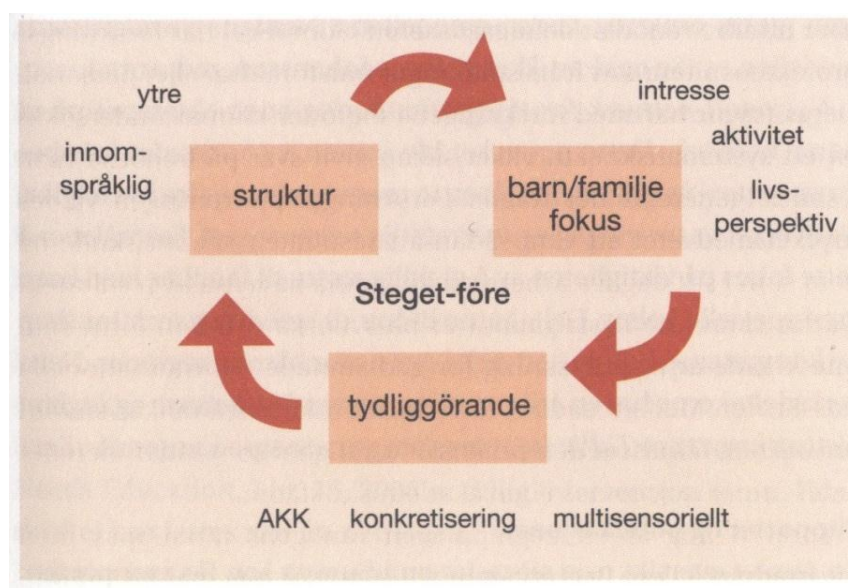 ytre
innom-
språklig
struktur
intresse
aktivitet
barn/familje
fokus
livs-
perspektiv
Steget-före
tydliggörande
AKK konkretisering multisensoriellt